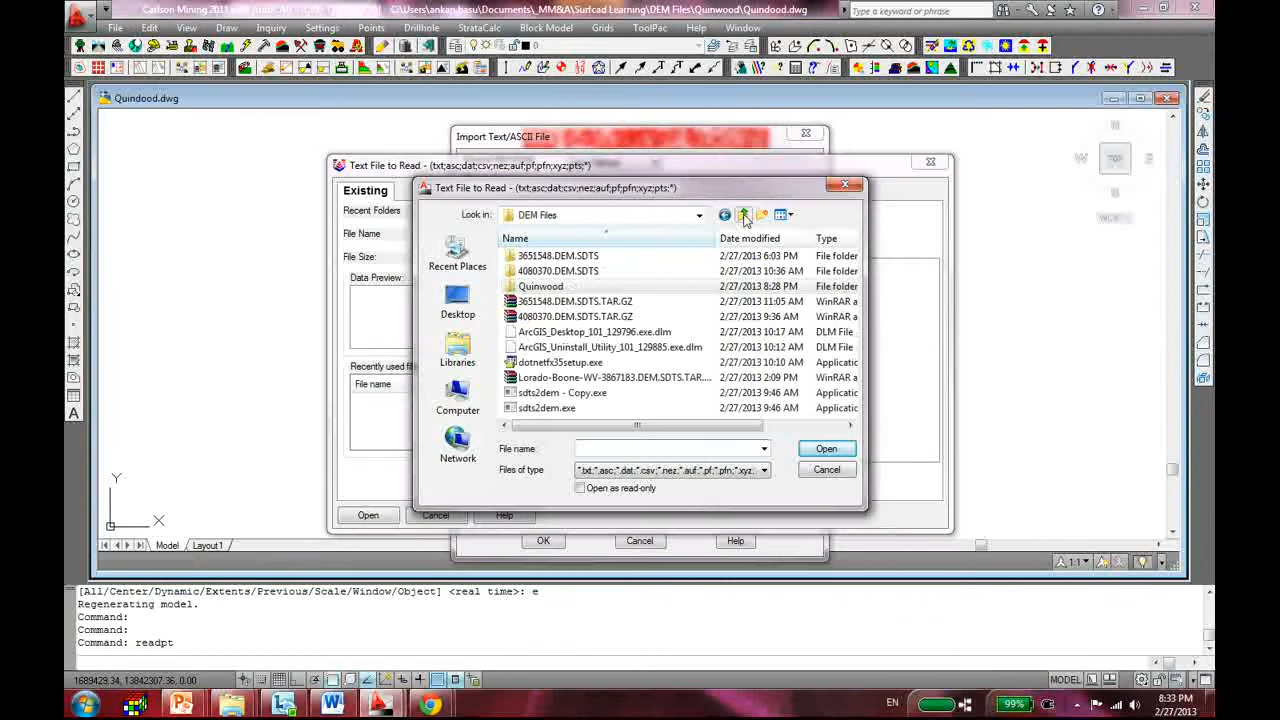 C:\Users\ankan.basu\Documents\_MM&A\Surfcad Learning\DEM Files\Quinwood\Quindood.dwg
Type a keyword or phrase
File Edit View Draw Inquiry Settings Points Drillhole StrataCalc Block Model Grids ToolPac Help Window
0
Quindood.dwg
Import Text/ASCII File
Text File to Read - (txt;asc;dat;csv;nez;auf;pf;pfn;xyz;pts;*)
Existing
Recent Folders
File Name
File Size:
Data Preview:
Recently used fil
File name
Open Cancel Help
OK Cancel Help
Text File to Read - (txt;asc;dat;csv;nez;auf;pf;pfn;xyz;pts;*)
Look in: DEM Files
Name Date modified Type
3651548.DEM.SDTS 2/27/2013 6:03 PM File folder
4080370.DEM.SDTS 2/27/2013 10:36 AM File folder
Quinwood 2/27/2013 8:28 PM File folder
3651548.DEM.SDTS.TAR.GZ 2/27/2013 11:05 AM WinRAR a
4080370.DEM.SDTS.TAR.GZ 2/27/2013 9:36 AM WinRAR a
ArcGIS_Desktop_101_129796.exe.dlm 2/27/2013 10:17 AM DLM File
ArcGIS_Uninstall_Utility_101_129885.exe.dlm 2/27/2013 10:12 AM DLM File
dotnetfx35setup.exe 2/27/2013 10:10 AM Applicatic
Lorado-Boone-WV-3867183.DEM.SDTS.TAR.... 2/27/2013 2:09 PM WinRAR a
sdts2dem - Copy.exe 2/27/2013 9:46 AM Applicatic
sdts2dem.exe 2/27/2013 9:46 AM Applicatic
Recent Places
Desktop
Libraries
Computer
Network
File name Open
Files of type *.txt;*.asc;*.dat;*.csv;*.nez;*.auf;*.pf;*.pfn;*.xyz; Cancel
Open as read-only
W TOP
Y
X
Model Layout1
1:1
[All/Center/Dynamic/Extents/Previous/Scale/Window/Object] <real time>: e
Regenerating model.
Command:
Command:
Command: readpt
1689429.34, 13842307.36, 0.00
MODEL
EN
99%
8:33 PM
2/27/2013